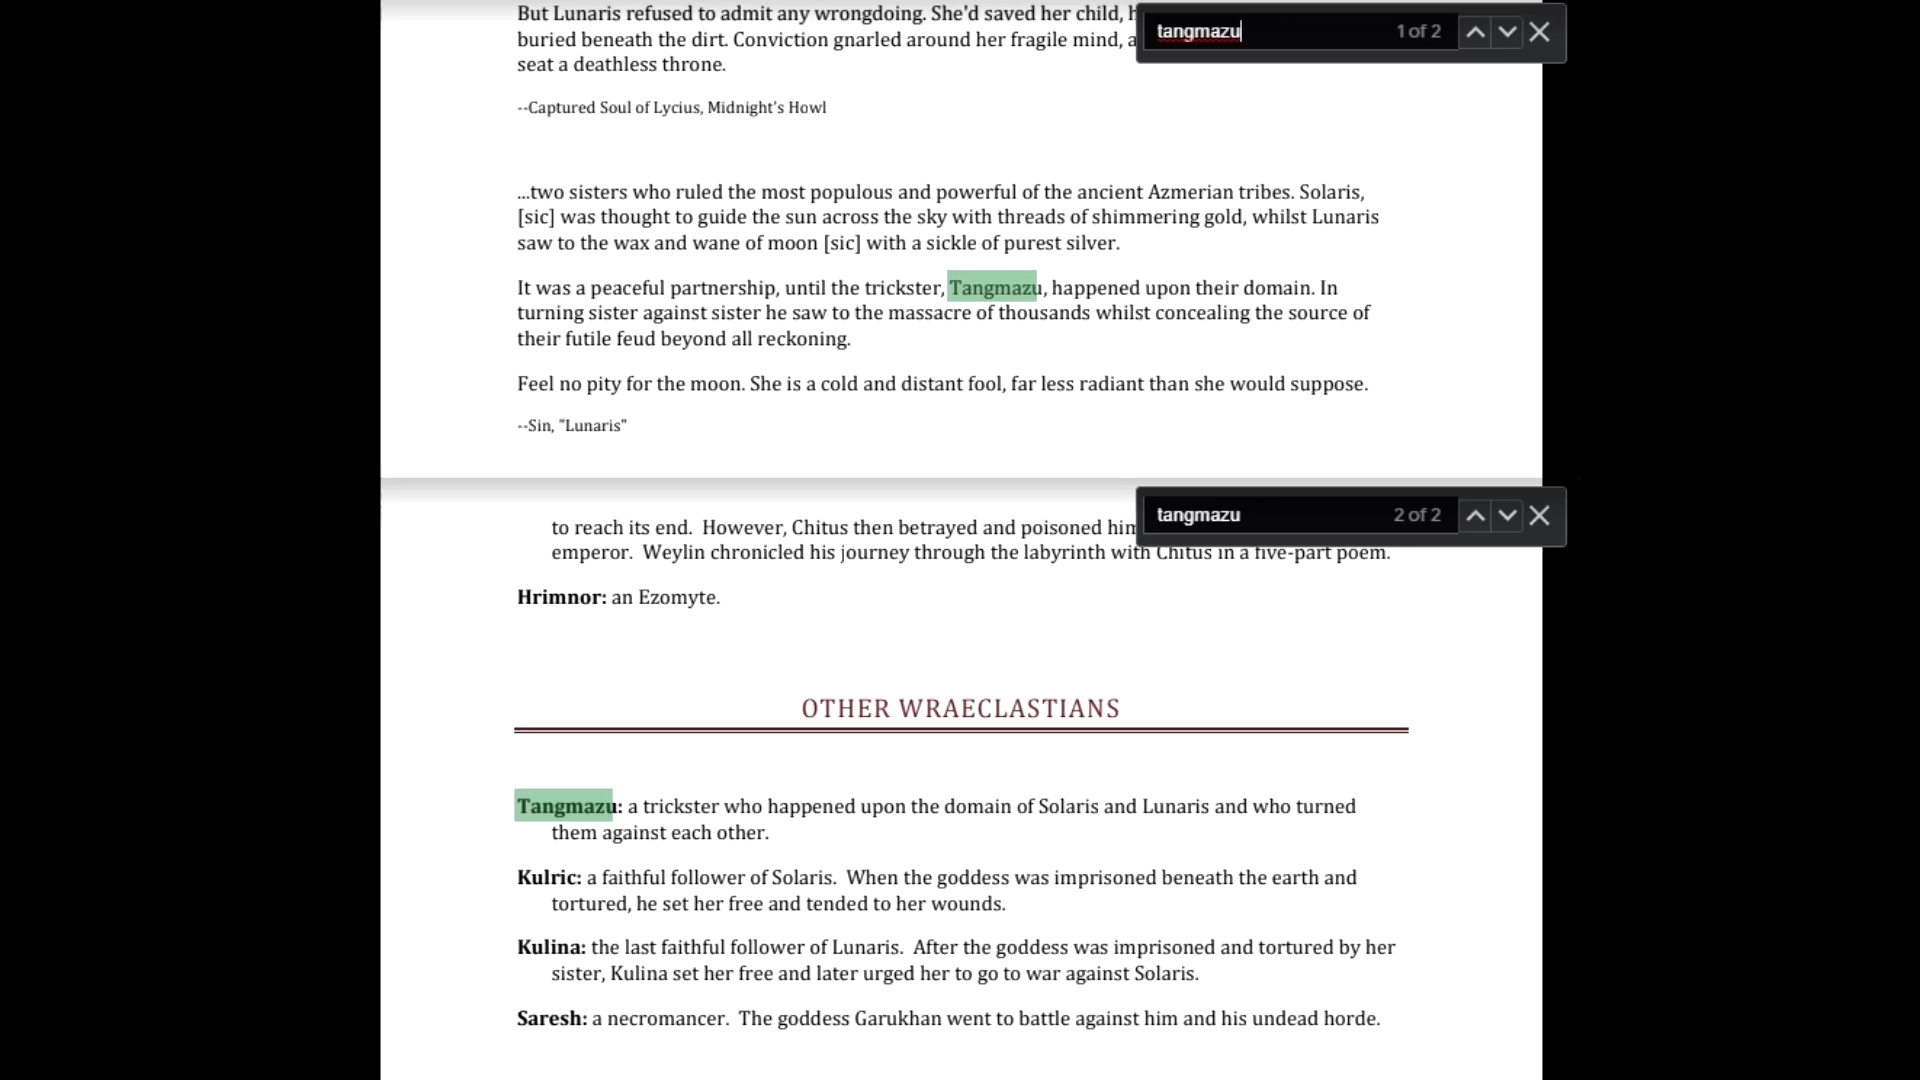 But Lunaris refused to admit any wrongdoing. She'd saved her child, h
buried beneath the dirt. Conviction gnarled around her fragile mind, a
seat a deathless throne.
tangmazu 1 of 2
--Captured Soul of Lycius, Midnight's Howl
...two sisters who ruled the most populous and powerful of the ancient Azmerian tribes. Solaris,
[sic] was thought to guide the sun across the sky with threads of shimmering gold, whilst Lunaris
saw to the wax and wane of moon [sic] with a sickle of purest silver.
It was a peaceful partnership, until the trickster, Tangmazu, happened upon their domain. In
turning sister against sister he saw to the massacre of thousands whilst concealing the source of
their futile feud beyond all reckoning.
Feel no pity for the moon. She is a cold and distant fool, far less radiant than she would suppose.
--Sin, "Lunaris"
tangmazu 2 of 2
to reach its end. However, Chitus then betrayed and poisoned him
emperor. Weylin chronicled his journey through the labyrinth with Chitus in a five-part poem.
Hrimnor: an Ezomyte.
OTHER WRAECLASTIANS
Tangmazu: a trickster who happened upon the domain of Solaris and Lunaris and who turned
them against each other.
Kulric: a faithful follower of Solaris. When the goddess was imprisoned beneath the earth and
tortured, he set her free and tended to her wounds.
Kulina: the last faithful follower of Lunaris. After the goddess was imprisoned and tortured by her
sister, Kulina set her free and later urged her to go to war against Solaris.
Saresh: a necromancer. The goddess Garukhan went to battle against him and his undead horde.